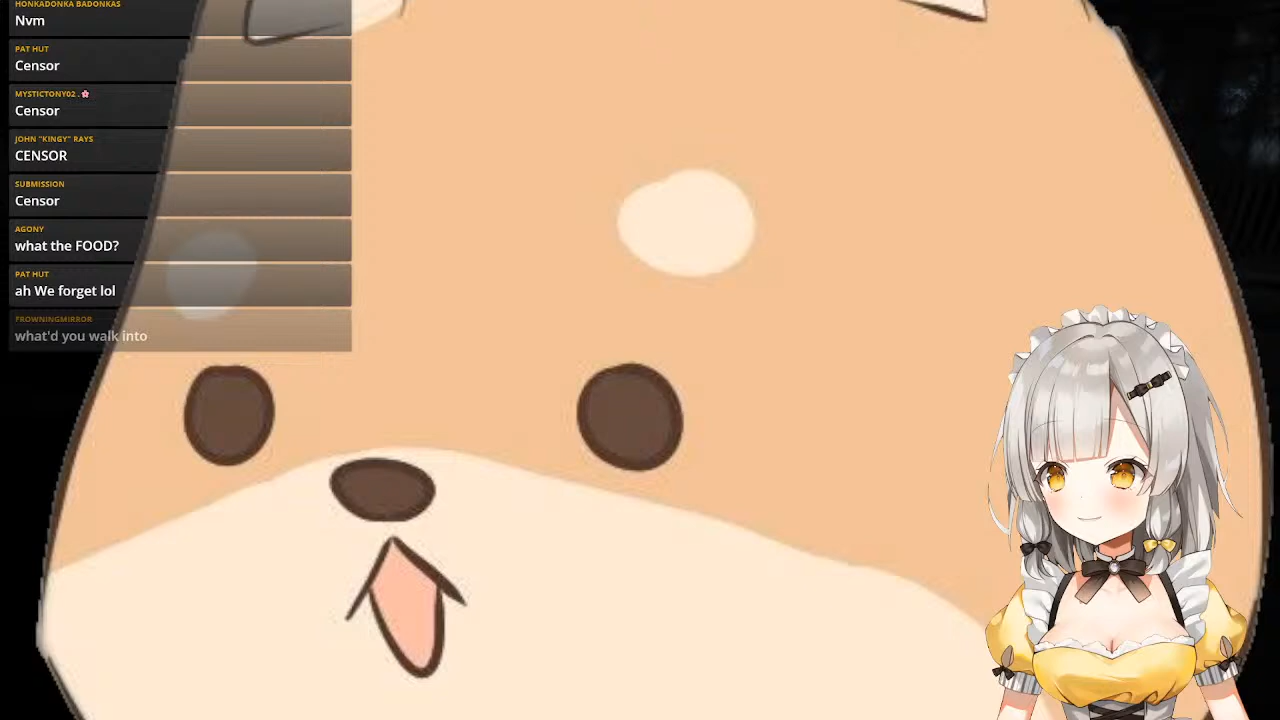 HONKADONKA BADONKAS
Nvm
PAT HUT
Censor
MYSTICTONY02 .🌸
Censor
JOHN "KINGY" RAYS
CENSOR
SUBMISSION
Censor
AGONY
what the FOOD?
PAT HUT
ah We forget lol
FROWNINGMIRROR
what'd you walk into